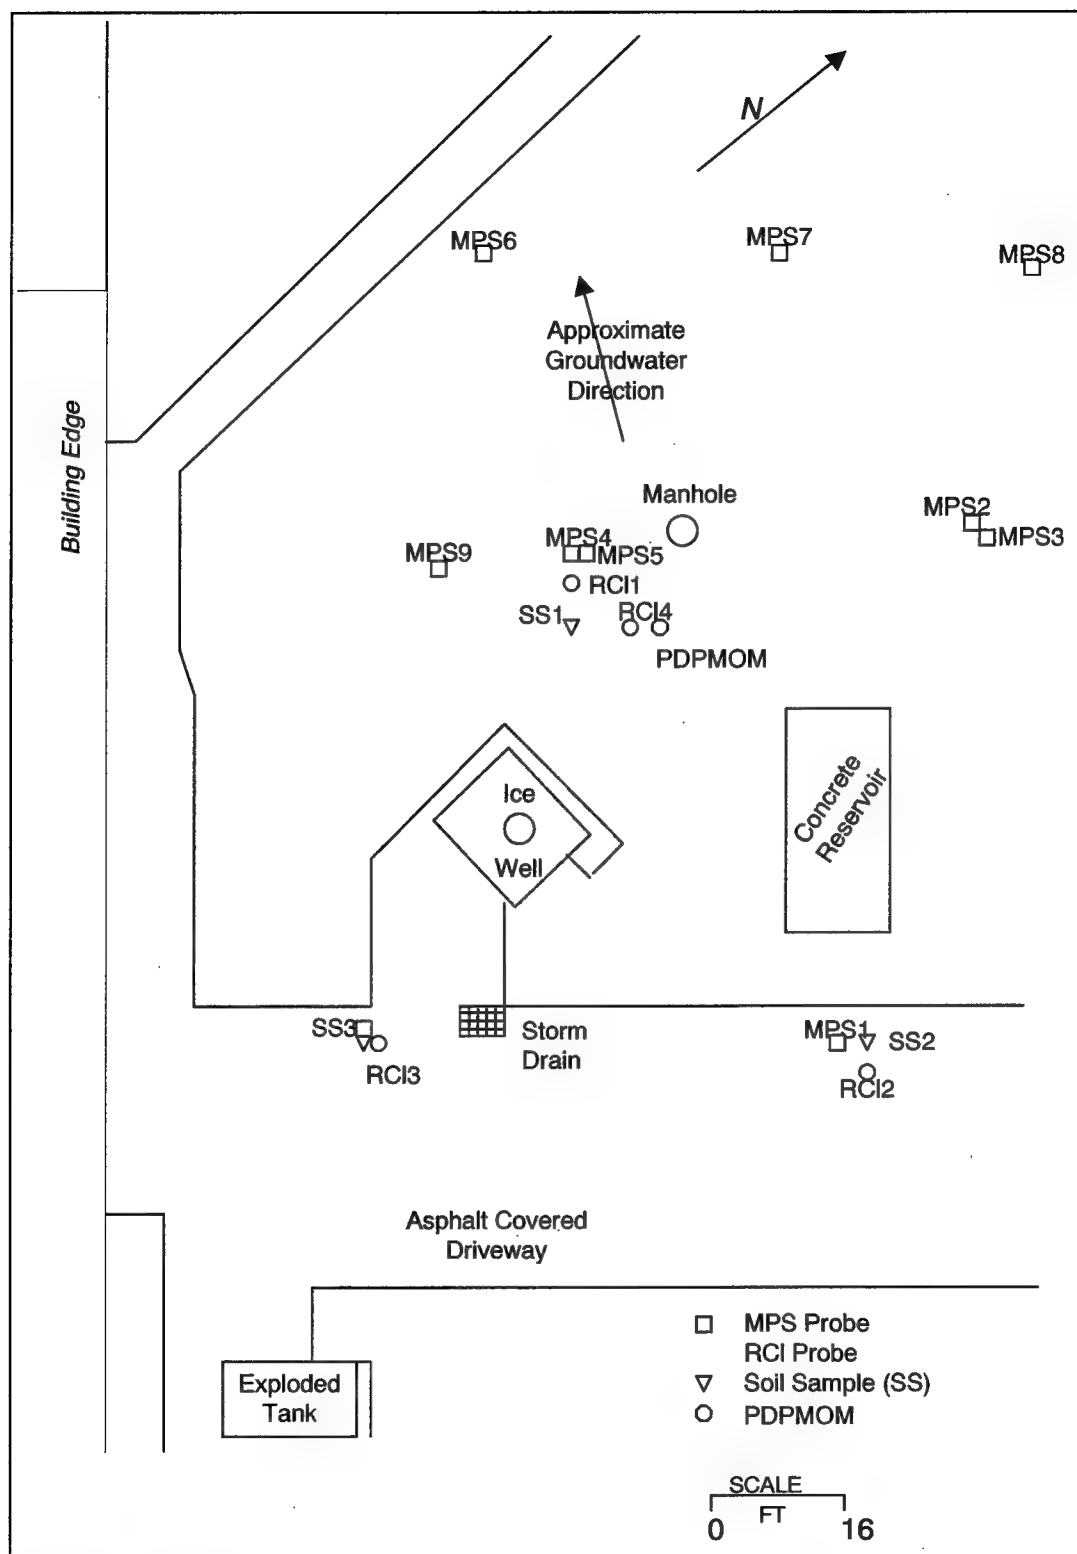 N
MPS6
MPS7
MPS8
Approximate
Groundwater
Direction
Building Edge
Manhole
MPS2
MPS3
MPS4
MPS5
MPS9
RCI1
SS1
RCI4
PDPMOM
Ice
Well
Concrete
Reservoir
SS3
RCI3
Storm
Drain
MPS1
SS2
RCI2
Asphalt Covered
Driveway
Exploded
Tank
MPS Probe
RCI Probe
Soil Sample (SS)
PDPMOM
SCALE
FT
0 16